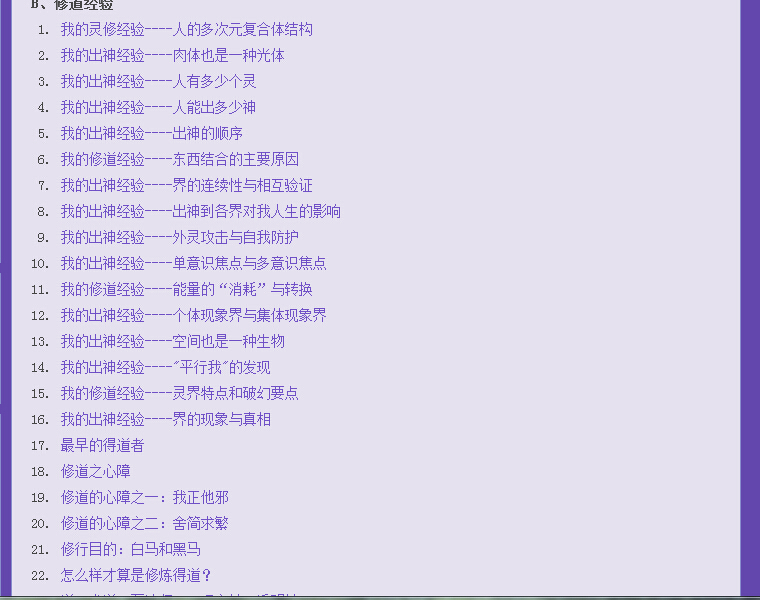 B、修道经验
1. 我的灵修经验----人的多次元复合体结构
2. 我的出神经验----肉体也是一种光体
3. 我的出神经验----人有多少个灵
4. 我的出神经验----人能出多少神
5. 我的出神经验----出神的顺序
6. 我的修道经验----东西结合的主要原因
7. 我的出神经验----界的连续性与相互验证
8. 我的出神经验----出神到各界对我人生的影响
9. 我的出神经验----外灵攻击与自我防护
10. 我的出神经验----单意识焦点与多意识焦点
11. 我的修道经验----能量的“消耗”与转换
12. 我的出神经验----个体现象界与集体现象界
13. 我的出神经验----空间也是一种生物
14. 我的出神经验----"平行我"的发现
15. 我的修道经验----灵界特点和破幻要点
16. 我的出神经验----界的现象与真相
17. 最早的得道者
18. 修道之心障
19. 修道的心障之一：我正他邪
20. 修道的心障之二：舍简求繁
21. 修行目的：白马和黑马
22. 怎么样才算是修炼得道？